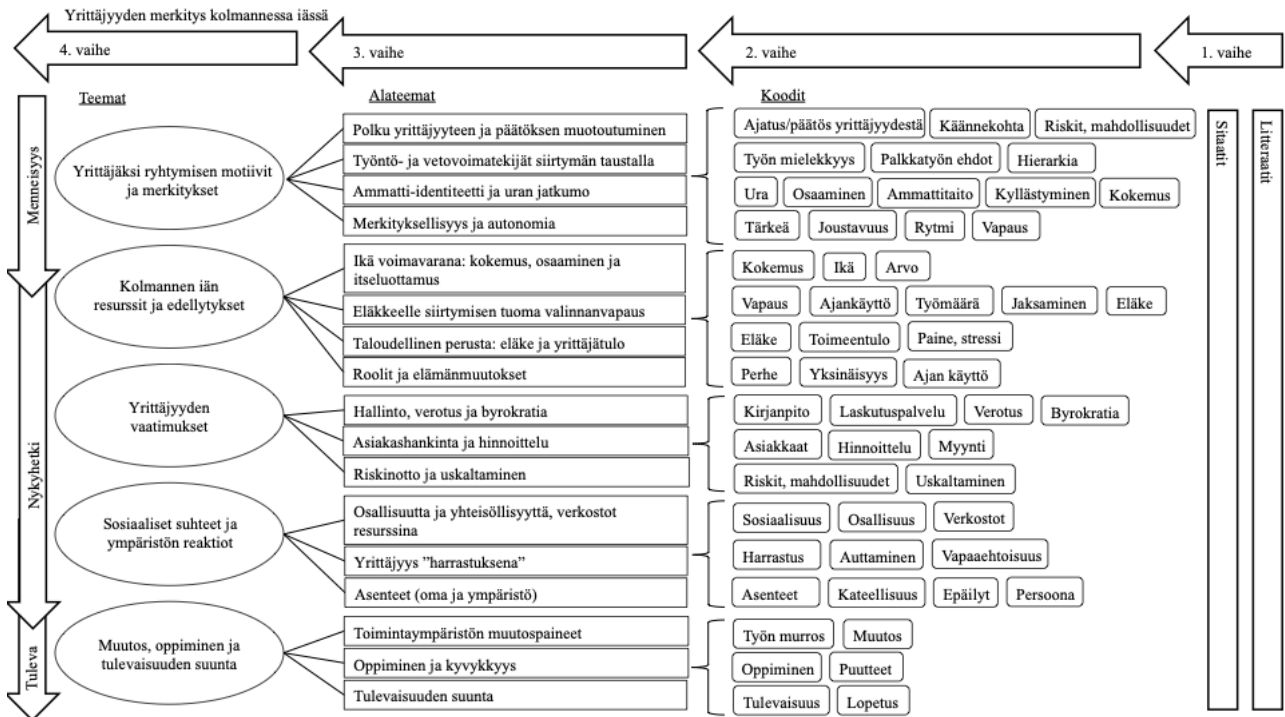 Yrittäjyyden merkitys kolmannessa iässä
4. vaihe
3. vaihe
2. vaihe
1. vaihe
Teemat
Alateemat
Koodit
Menneisyys
Nykyhetki
Tuleva
Yrittäjäksi ryhtymisen motiivit
ja merkitykset
Polku yrittäjyyteen ja päätöksen muotoutuminen
Työntö- ja vetovoimatekijät siirtymän taustalla
Ammatti-identiteetti ja uran jatkumo
Merkityksellisyys ja autonomia
Ajatus/päätös yrittäjyydestä Käännekohta Riskit, mahdollisuudet
Työn mielekkyys Palkkatyön ehdot Hierarkia
Ura Osaaminen Ammattitaito Kyllästyminen Kokemus
Tärkeä Joustavuus Rytmi Vapaus
Kolmannen iän
resurssit ja edellytykset
Ikä voimavarana: kokemus, osaaminen ja
itseluottamus
Eläkkeelle siirtymisen tuoma valinnanvapaus
Taloudellinen perusta: eläke ja yrittäjätulo
Roolit ja elämänmuutokset
Kokemus Ikä Arvo
Vapaus Ajankäyttö Työmäärä Jaksaminen Eläke
Eläke Toimeentulo Paine, stressi
Perhe Yksinäisyys Ajan käyttö
Yrittäjyyden
vaatimukset
Hallinto, verotus ja byrokratia
Asiakashankinta ja hinnoittelu
Riskinotto ja uskaltaminen
Kirjanpito Laskutuspalvelu Verotus Byrokratia
Asiakkaat Hinnoittelu Myynti
Riskit, mahdollisuudet Uskaltaminen
Sosiaaliset suhteet ja
ympäristön reaktiot
Osallisuutta ja yhteisöllisyyttä, verkostot
resurssina
Yrittäjyys ”harrastuksena”
Asenteet (oma ja ympäristö)
Sosiaalisuus Osallisuus Verkostot
Harrastus Auttaminen Vapaaehtoisuus
Asenteet Kateellisuus Epäilyt Persoona
Muutos, oppiminen ja
tulevaisuuden suunta
Toimintaympäristön muutospaineet
Oppiminen ja kyvykkyys
Tulevaisuuden suunta
Työn murros Muutos
Oppiminen Puutteet
Tulevaisuus Lopetus
Sitaatit
Litteraatit